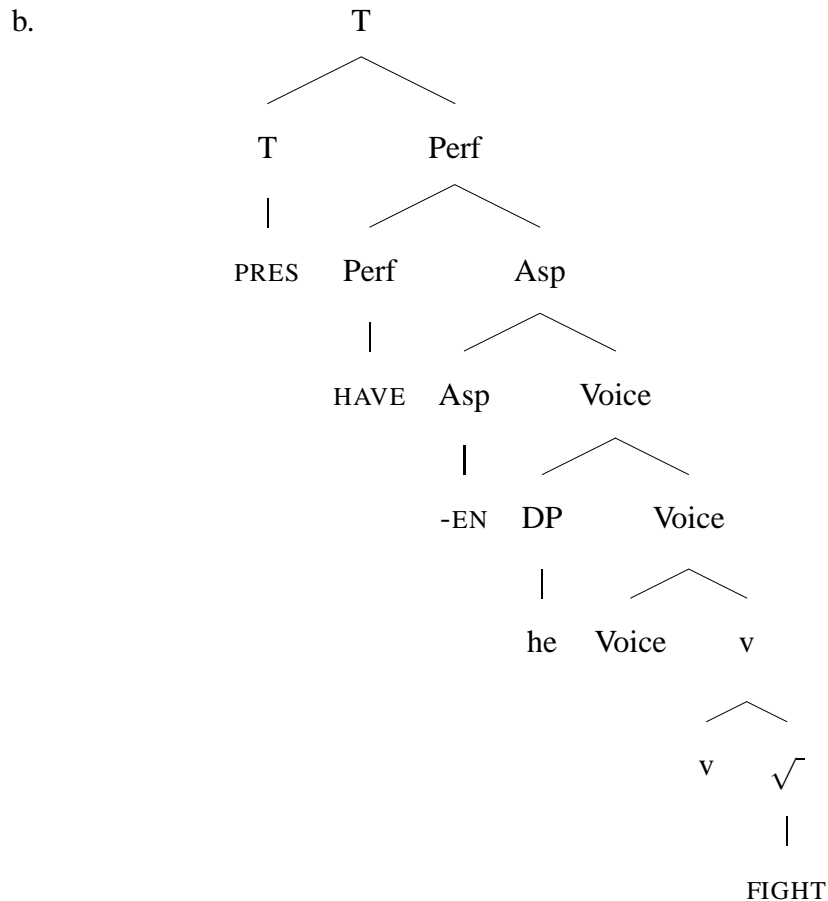 b. T
T Perf
PRES Perf Asp
HAVE Asp Voice
-EN DP Voice
he Voice v
v √
FIGHT